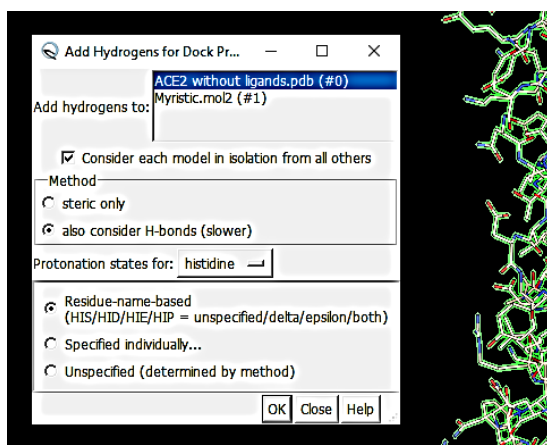 Add Hydrogens for Dock Pr...
ACE2 without ligands.pdb (#0)
Add hydrogens to:
Myristic.mol2 (#1)
Consider each model in isolation from all others
Method
steric only
also consider H-bonds (slower)
Protonation states for: histidine
Residue-name-based
(HIS/HID/HIE/HIP = unspecified/delta/epsilon/both)
Specified individually...
Unspecified (determined by method)
OK Close Help